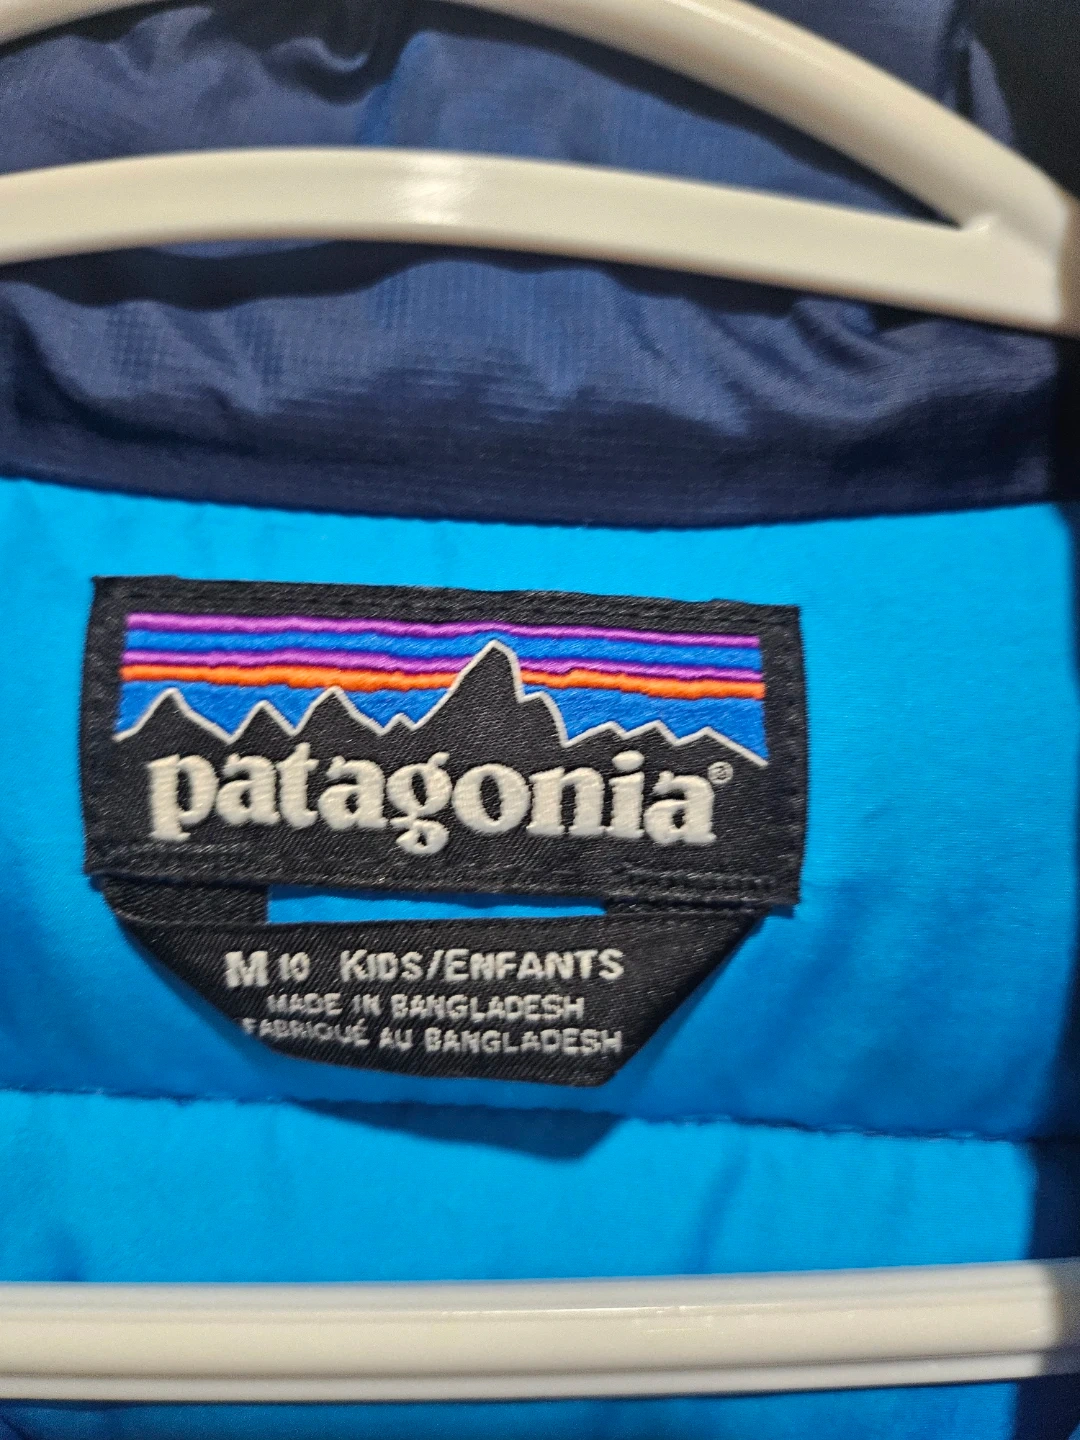 patagonia®
M 10 KIDS/ENFANTS
MADE IN BANGLADESH
FABRIQUÉ AU BANGLADESH